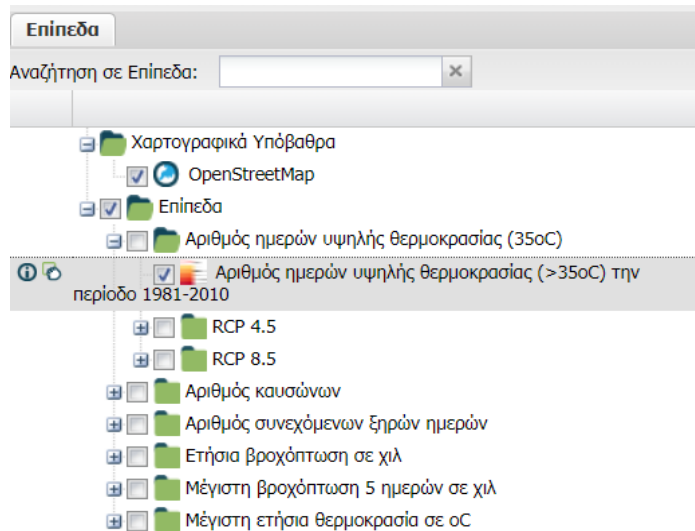 Επίπεδα
Αναζήτηση σε Επίπεδα:
Χαρτογραφικά Υπόβαθρα
OpenStreetMap
Επίπεδα
Αριθμός ημερών υψηλής θερμοκρασίας (35oC)
Αριθμός ημερών υψηλής θερμοκρασίας (>35oC) την
περίοδο 1981-2010
RCP 4.5
RCP 8.5
Αριθμός καυσώνων
Αριθμός συνεχόμενων ξηρών ημερών
Ετήσια βροχόπτωση σε χιλ
Μέγιστη βροχόπτωση 5 ημερών σε χιλ
Μέγιστη ετήσια θερμοκρασία σε oC